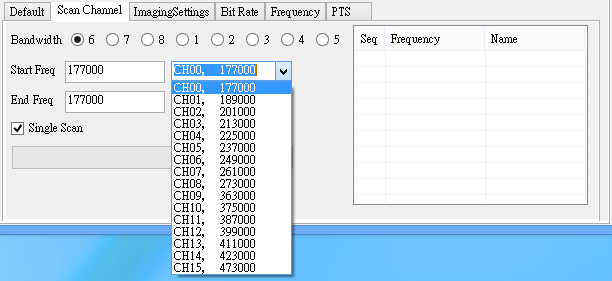 Default Scan Channel ImagingSettings Bit Rate Frequency PTS
Bandwidth 6 7 8 1 2 3 4 5
Seq Frequency Name
Start Freq 177000 CH00, 177000
CH00, 177000
End Freq 177000
CH01, 189000
CH02, 201000
CH03, 213000
Single Scan
CH04, 225000
CH05, 237000
CH06, 249000
CH07, 261000
CH08, 273000
CH09, 363000
CH10, 375000
CH11, 387000
CH12, 399000
CH13, 411000
CH14, 423000
CH15, 473000